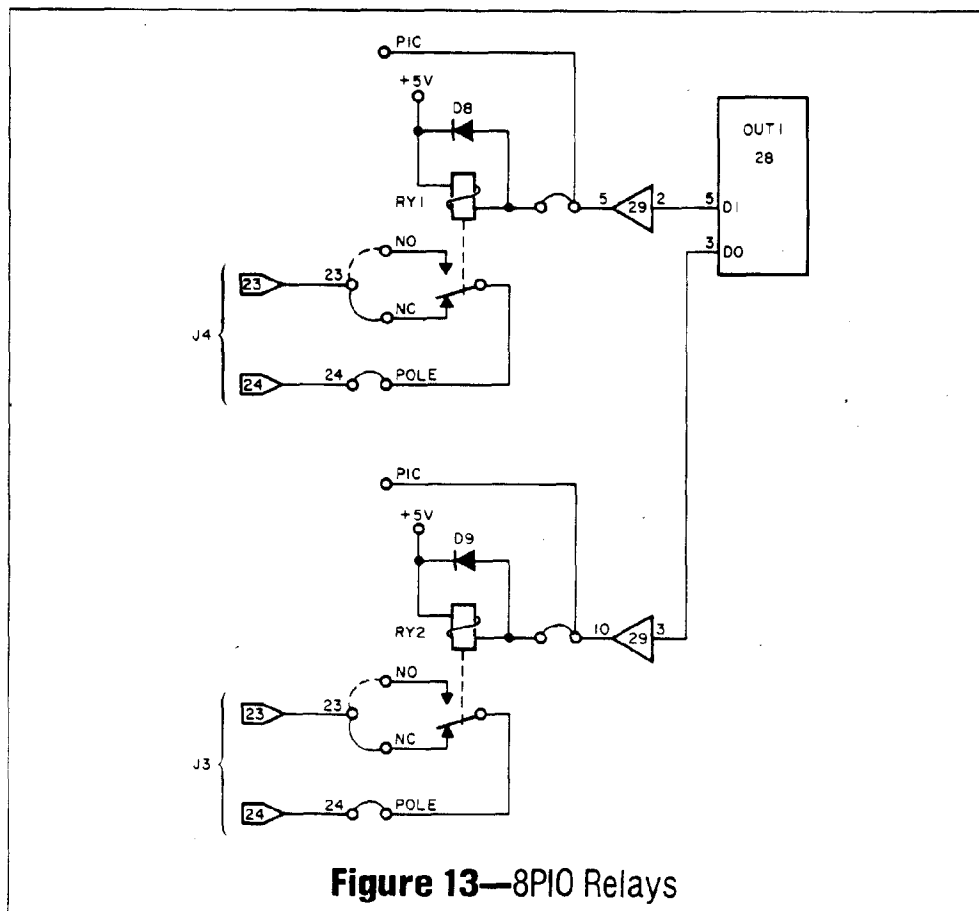 PIC
+5V
D8
OUT1
28
RY1
5 29 2 5 D1
3 D0
NO
23 23
NC
J4
24 24 POLE
PIC
+5V
D9
RY2
10 29 3
NO
23 23
NC
J3
24 24 POLE
Figure 13—8PIO Relays